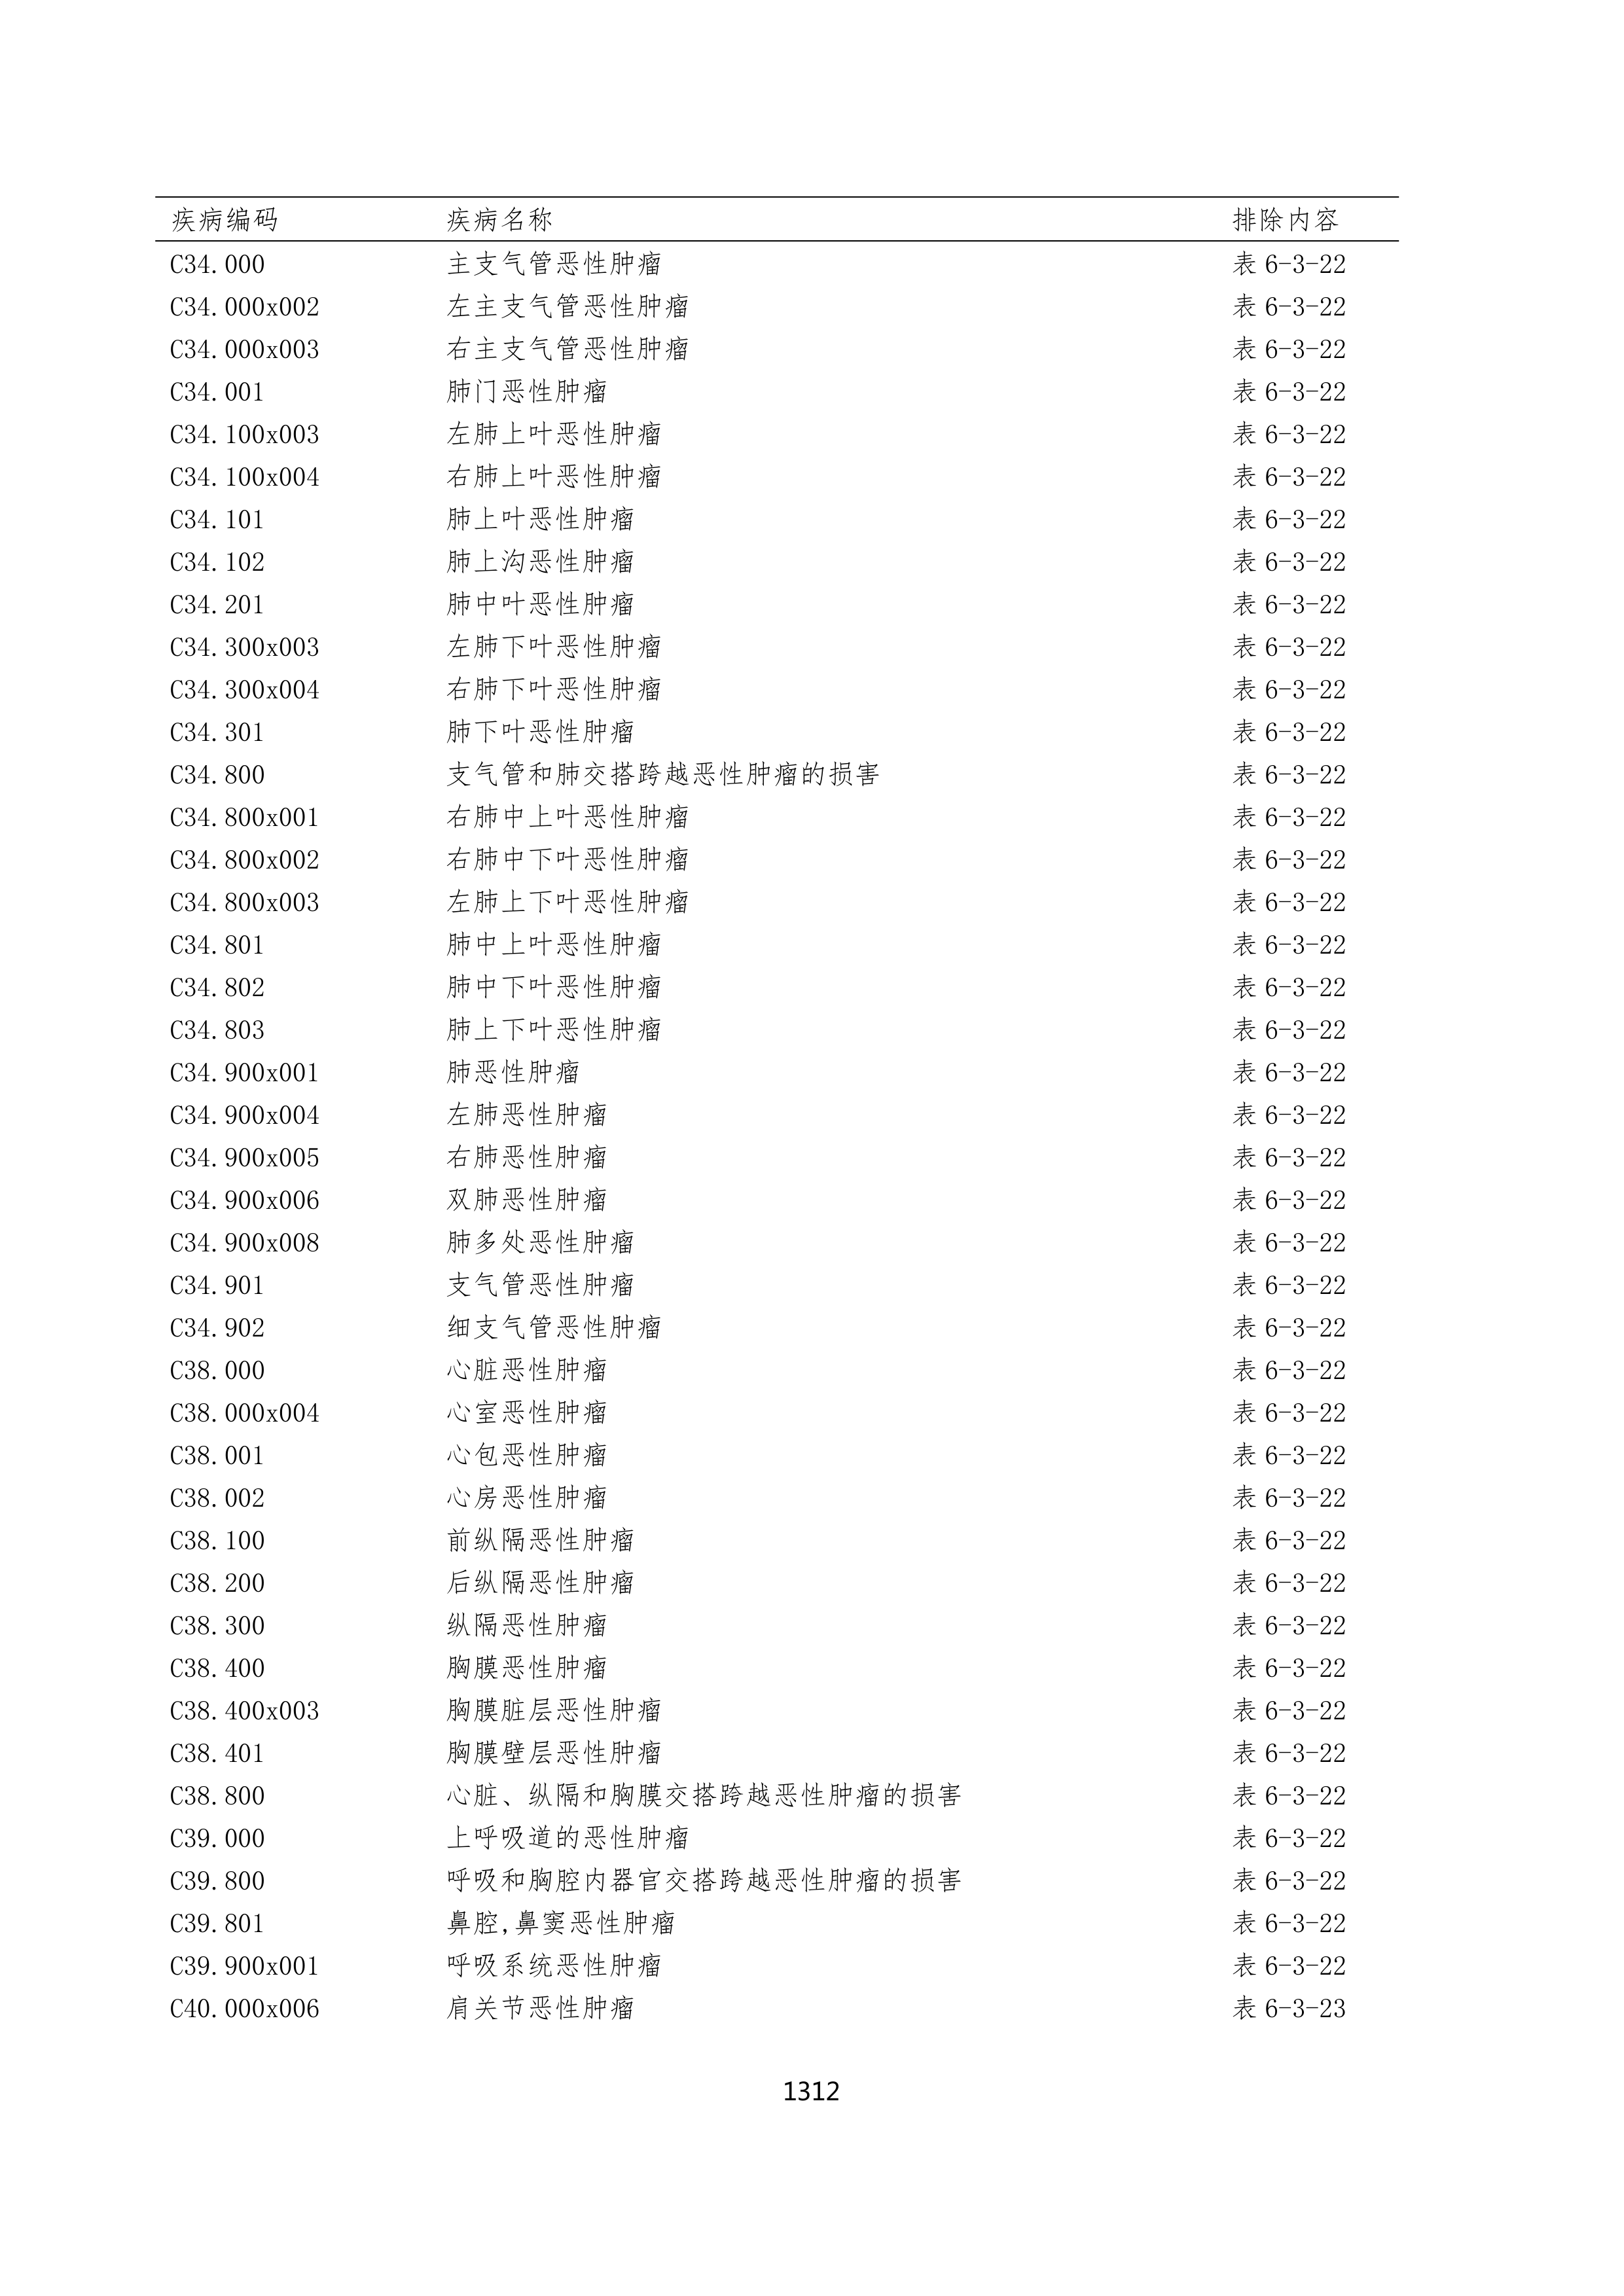 疾病编码 疾病名称 排除内容
C34.000 主支气管恶性肿瘤 表 6-3-22
C34.000x002 左主支气管恶性肿瘤 表 6-3-22
C34.000x003 右主支气管恶性肿瘤 表 6-3-22
C34.001 肺门恶性肿瘤 表 6-3-22
C34.100x003 左肺上叶恶性肿瘤 表 6-3-22
C34.100x004 右肺上叶恶性肿瘤 表 6-3-22
C34.101 肺上叶恶性肿瘤 表 6-3-22
C34.102 肺上沟恶性肿瘤 表 6-3-22
C34.201 肺中叶恶性肿瘤 表 6-3-22
C34.300x003 左肺下叶恶性肿瘤 表 6-3-22
C34.300x004 右肺下叶恶性肿瘤 表 6-3-22
C34.301 肺下叶恶性肿瘤 表 6-3-22
C34.800 支气管和肺交搭跨越恶性肿瘤的损害 表 6-3-22
C34.800x001 右肺中上叶恶性肿瘤 表 6-3-22
C34.800x002 右肺中下叶恶性肿瘤 表 6-3-22
C34.800x003 左肺上下叶恶性肿瘤 表 6-3-22
C34.801 肺中上叶恶性肿瘤 表 6-3-22
C34.802 肺中下叶恶性肿瘤 表 6-3-22
C34.803 肺上下叶恶性肿瘤 表 6-3-22
C34.900x001 肺恶性肿瘤 表 6-3-22
C34.900x004 左肺恶性肿瘤 表 6-3-22
C34.900x005 右肺恶性肿瘤 表 6-3-22
C34.900x006 双肺恶性肿瘤 表 6-3-22
C34.900x008 肺多处恶性肿瘤 表 6-3-22
C34.901 支气管恶性肿瘤 表 6-3-22
C34.902 细支气管恶性肿瘤 表 6-3-22
C38.000 心脏恶性肿瘤 表 6-3-22
C38.000x004 心室恶性肿瘤 表 6-3-22
C38.001 心包恶性肿瘤 表 6-3-22
C38.002 心房恶性肿瘤 表 6-3-22
C38.100 前纵隔恶性肿瘤 表 6-3-22
C38.200 后纵隔恶性肿瘤 表 6-3-22
C38.300 纵隔恶性肿瘤 表 6-3-22
C38.400 胸膜恶性肿瘤 表 6-3-22
C38.400x003 胸膜脏层恶性肿瘤 表 6-3-22
C38.401 胸膜壁层恶性肿瘤 表 6-3-22
C38.800 心脏、纵隔和胸膜交搭跨越恶性肿瘤的损害 表 6-3-22
C39.000 上呼吸道的恶性肿瘤 表 6-3-22
C39.800 呼吸和胸腔内器官交搭跨越恶性肿瘤的损害 表 6-3-22
C39.801 鼻腔,鼻窦恶性肿瘤 表 6-3-22
C39.900x001 呼吸系统恶性肿瘤 表 6-3-22
C40.000x006 肩关节恶性肿瘤 表 6-3-23
1312